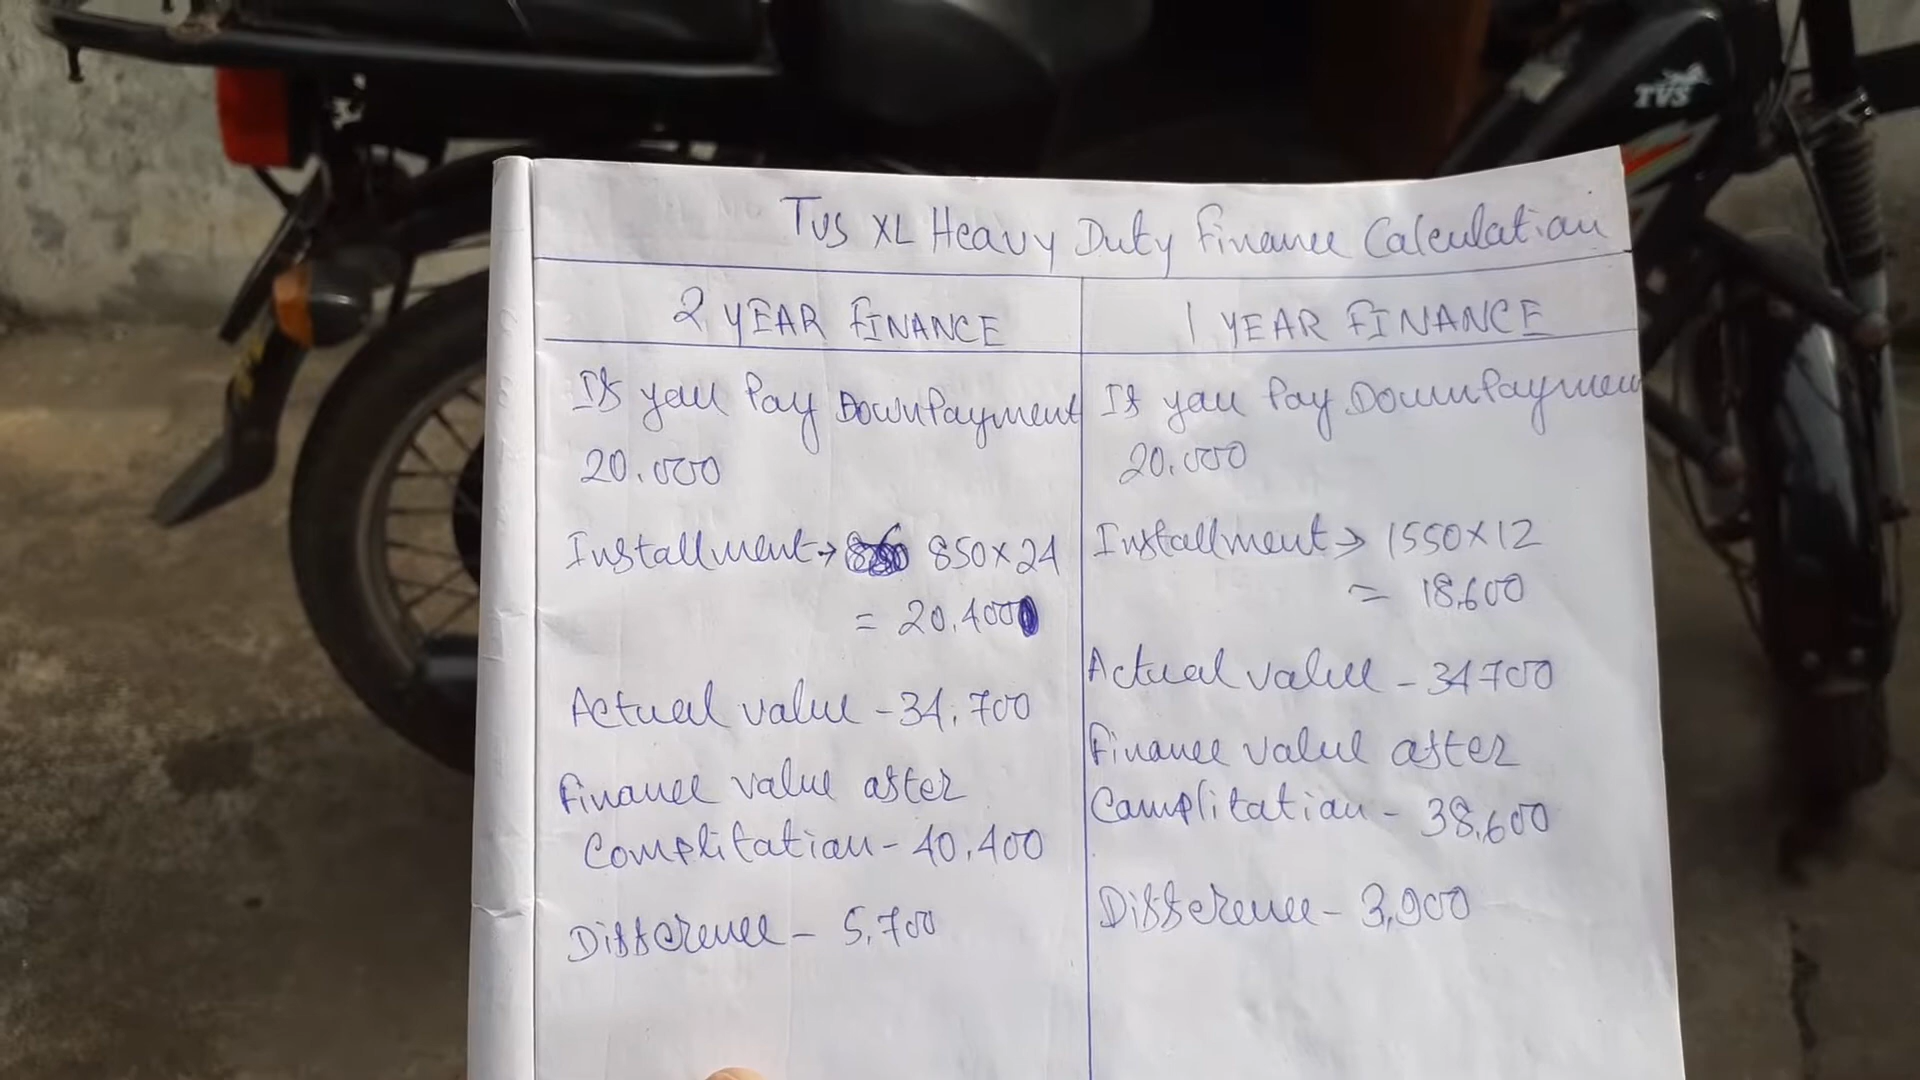 TVS
TVS XL Heavy Duty Finance Calculation
2 YEAR FINANCE
If you Pay DownPayment
20.000
Installment → 850×24
= 20.400
Actual value - 34.700
Finance value after
Complitation - 40.400
Difference - 5,700
1 YEAR FINANCE
If you Pay DownPaymen
20.000
Installment → 1550×12
= 18,600
Actual value - 34700
Finance value after
Complitation - 38,600
Difference - 3,900